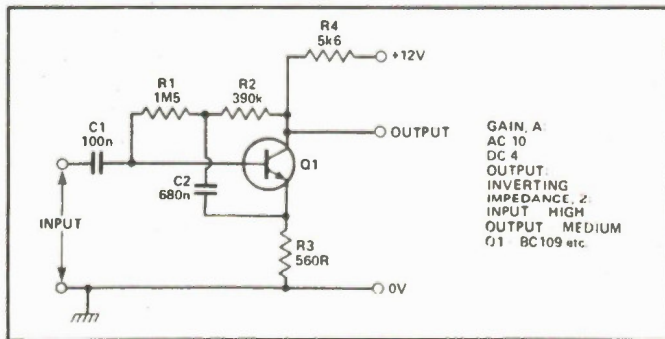 R4
5k6
+12V
R1
1M5
R2
390k
C1
100n
OUTPUT
Q1
C2
680n
INPUT
R3
560R
0V
GAIN, A:
AC 10
DC 4
OUTPUT:
INVERTING
IMPEDANCE, Z:
INPUT HIGH
OUTPUT MEDIUM
Q1 BC109 etc.